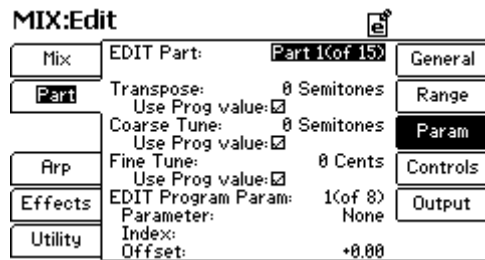 MIX:Edit
e
Mix
Part
Arp
Effects
Utility
EDIT Part: Part 1(of 15)
Transpose: 0 Semitones
Use Prog value:☑
Coarse Tune: 0 Semitones
Use Prog value:☑
Fine Tune: 0 Cents
Use Prog value:☑
EDIT Program Param: 1(of 8)
Parameter: None
Index:
Offset: +0.00
General
Range
Param
Controls
Output